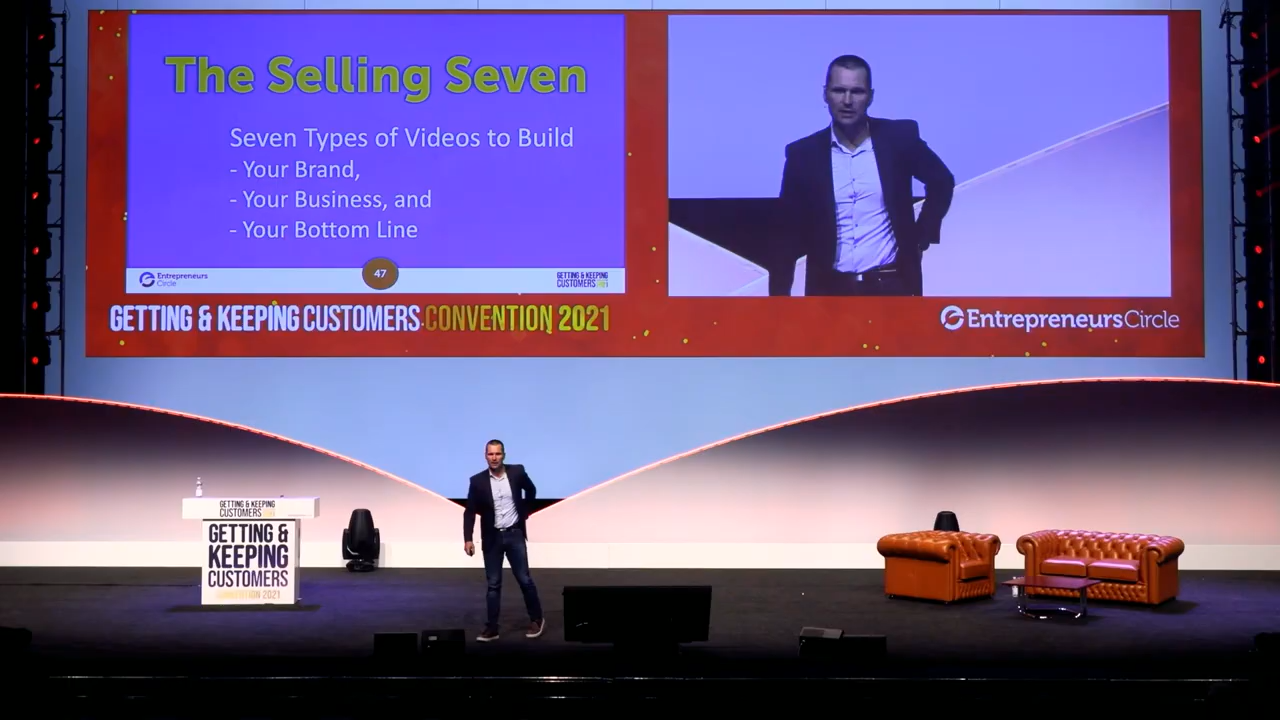 The Selling Seven
Seven Types of Videos to Build
- Your Brand,
- Your Business, and
- Your Bottom Line
Entrepreneurs
Circle
47
GETTING & KEEPING
CUSTOMERS
GETTING & KEEPING CUSTOMERS CONVENTION 2021
EntrepreneursCircle
GETTING & KEEPING
CUSTOMERS
GETTING &
KEEPING
CUSTOMERS
CONVENTION 2021